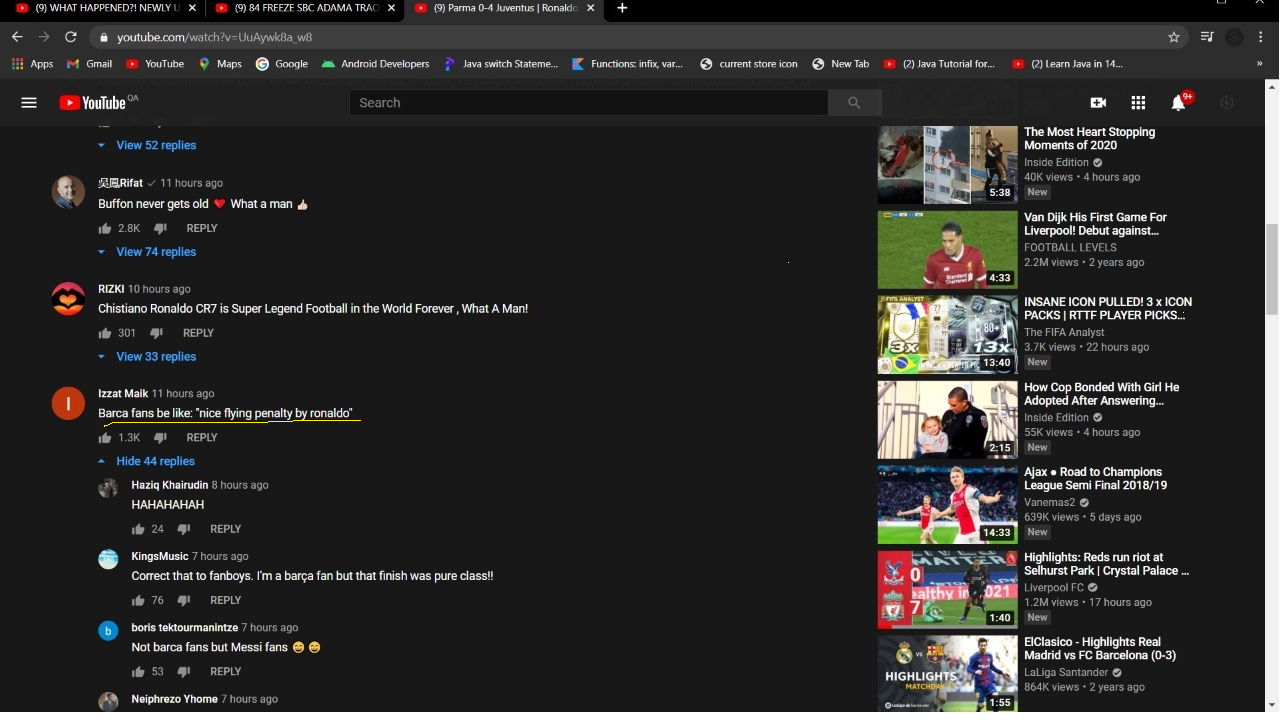 (9) WHAT HAPPENED?! NEWLY U
(9) 84 FREEZE SBC ADAMA TRAO
(9) Parma 0-4 Juventus | Ronaldo
youtube.com/watch?v=UuAywk8a_w8
Apps
Gmail
YouTube
Maps
Google
Android Developers
Java switch Stateme...
Functions: infix, var...
current store icon
New Tab
(2) Java Tutorial for...
(2) Learn Java in 14...
YouTube QA
Search
9+
View 52 replies
吳鳳Rifat 11 hours ago
Buffon never gets old ❤️ What a man 👍🏻
2.8K REPLY
View 74 replies
RIZKI 10 hours ago
Chistiano Ronaldo CR7 is Super Legend Football in the World Forever , What A Man!
301 REPLY
View 33 replies
I
Izzat Maik 11 hours ago
Barca fans be like: "nice flying penalty by ronaldo"
1.3K REPLY
Hide 44 replies
Haziq Khairudin 8 hours ago
HAHAHAHAH
24 REPLY
KingsMusic 7 hours ago
Correct that to fanboys. I'm a barça fan but that finish was pure class!!
76 REPLY
b
boris tektourmanintze 7 hours ago
Not barca fans but Messi fans 😄 😄
53 REPLY
Neiphrezo Yhome 7 hours ago
5:38
The Most Heart Stopping
Moments of 2020
Inside Edition
40K views • 4 hours ago
New
4:33
Van Dijk His First Game For
Liverpool! Debut against...
FOOTBALL LEVELS
2.2M views • 2 years ago
FIFA ANALYST
3X
80+
13X
13:40
INSANE ICON PULLED! 3 x ICON
PACKS | RTTF PLAYER PICKS...
The FIFA Analyst
3.7K views • 22 hours ago
New
2:15
How Cop Bonded With Girl He
Adopted After Answering...
Inside Edition
55K views • 4 hours ago
New
14:33
Ajax ● Road to Champions
League Semi Final 2018/19
Vanemas2
639K views • 5 days ago
New
0
7
1:40
Highlights: Reds run riot at
Selhurst Park | Crystal Palace ...
Liverpool FC
1.2M views • 17 hours ago
New
VS
HIGHLIGHTS
MATCHDAY
LaLiga Santander
1:55
ElClasico - Highlights Real
Madrid vs FC Barcelona (0-3)
LaLiga Santander
864K views • 2 years ago